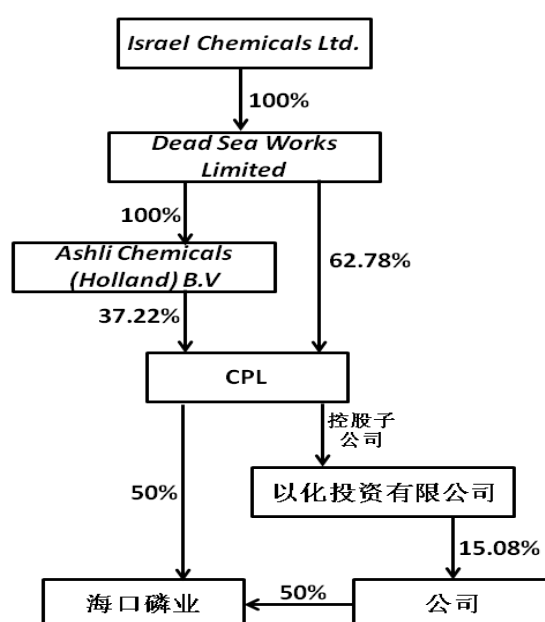 Israel Chemicals Ltd.
100%
Dead Sea Works
Limited
100%
62.78%
Ashli Chemicals
(Holland) B.V
37.22%
CPL
控股子
公司
50%
以化投资有限公司
15.08%
海口磷业
50%
公司